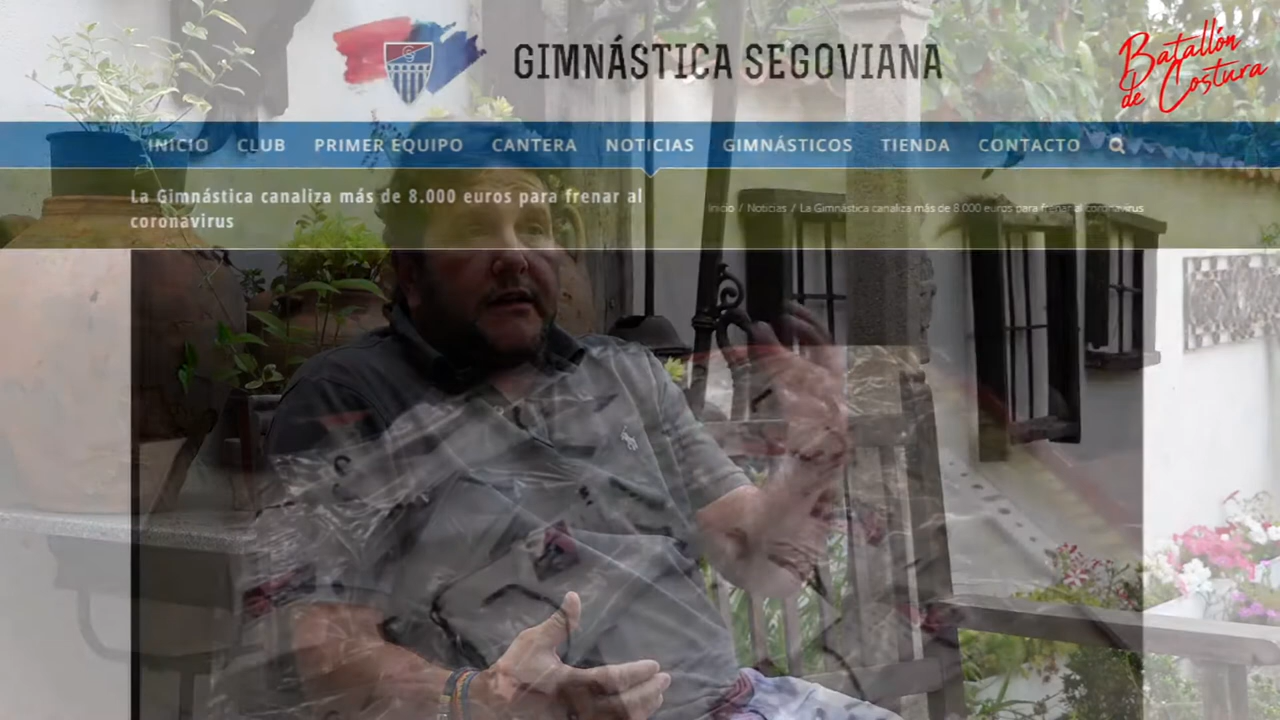 GIMNÁSTICA SEGOVIANA
Batallón
de Costura
INICIO CLUB PRIMER EQUIPO CANTERA NOTICIAS GIMNÁSTICOS TIENDA CONTACTO
La Gimnástica canaliza más de 8.000 euros para frenar al
coronavirus
Inicio / Noticias / La Gimnástica canaliza más de 8.000 euros para frenar al coronavirus